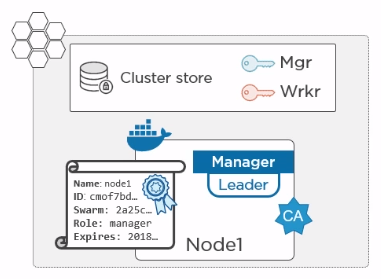 Cluster store
Mgr
Wrkr
Manager
Leader
Name: node1
ID: cmof7bd…
Swarm: 2a25c…
Role: manager
Expires: 2018…
CA
Node1